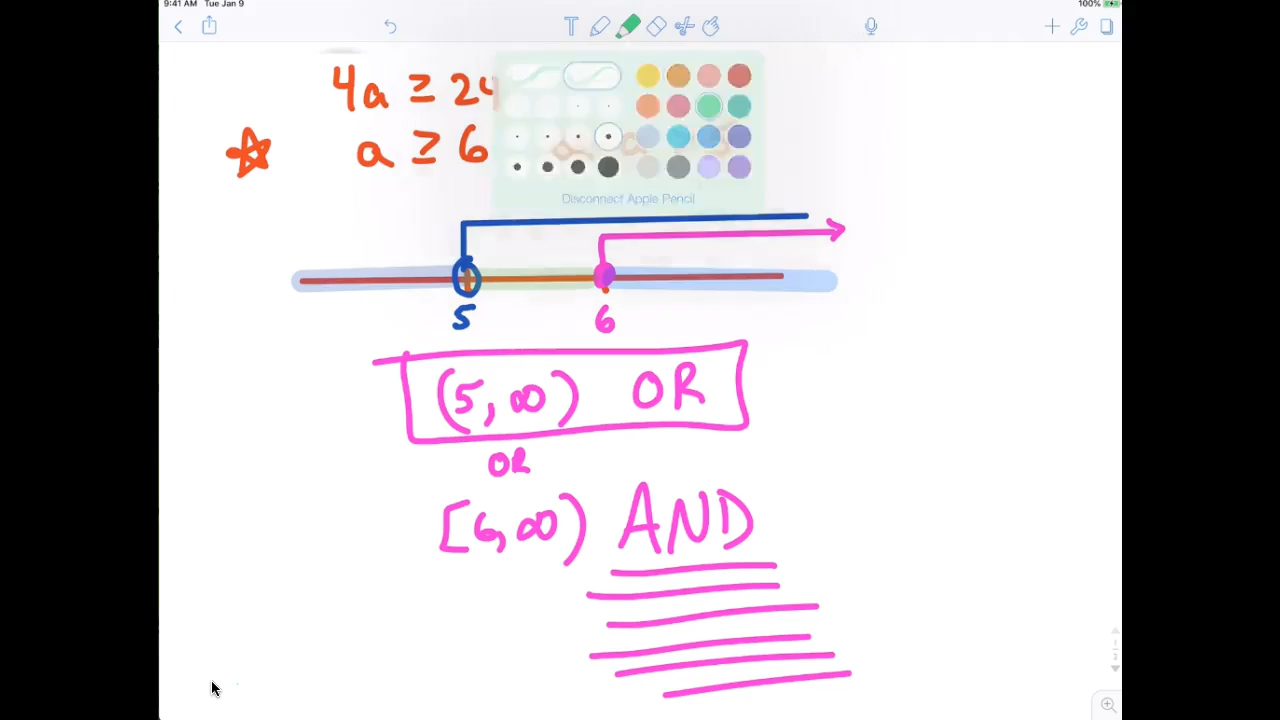 9:41 AM Tue Jan 9
100%
T
4a ≥ 24
a ≥ 6
Disconnect Apple Pencil
5
6
(5, ∞) OR
OR
[6, ∞) AND